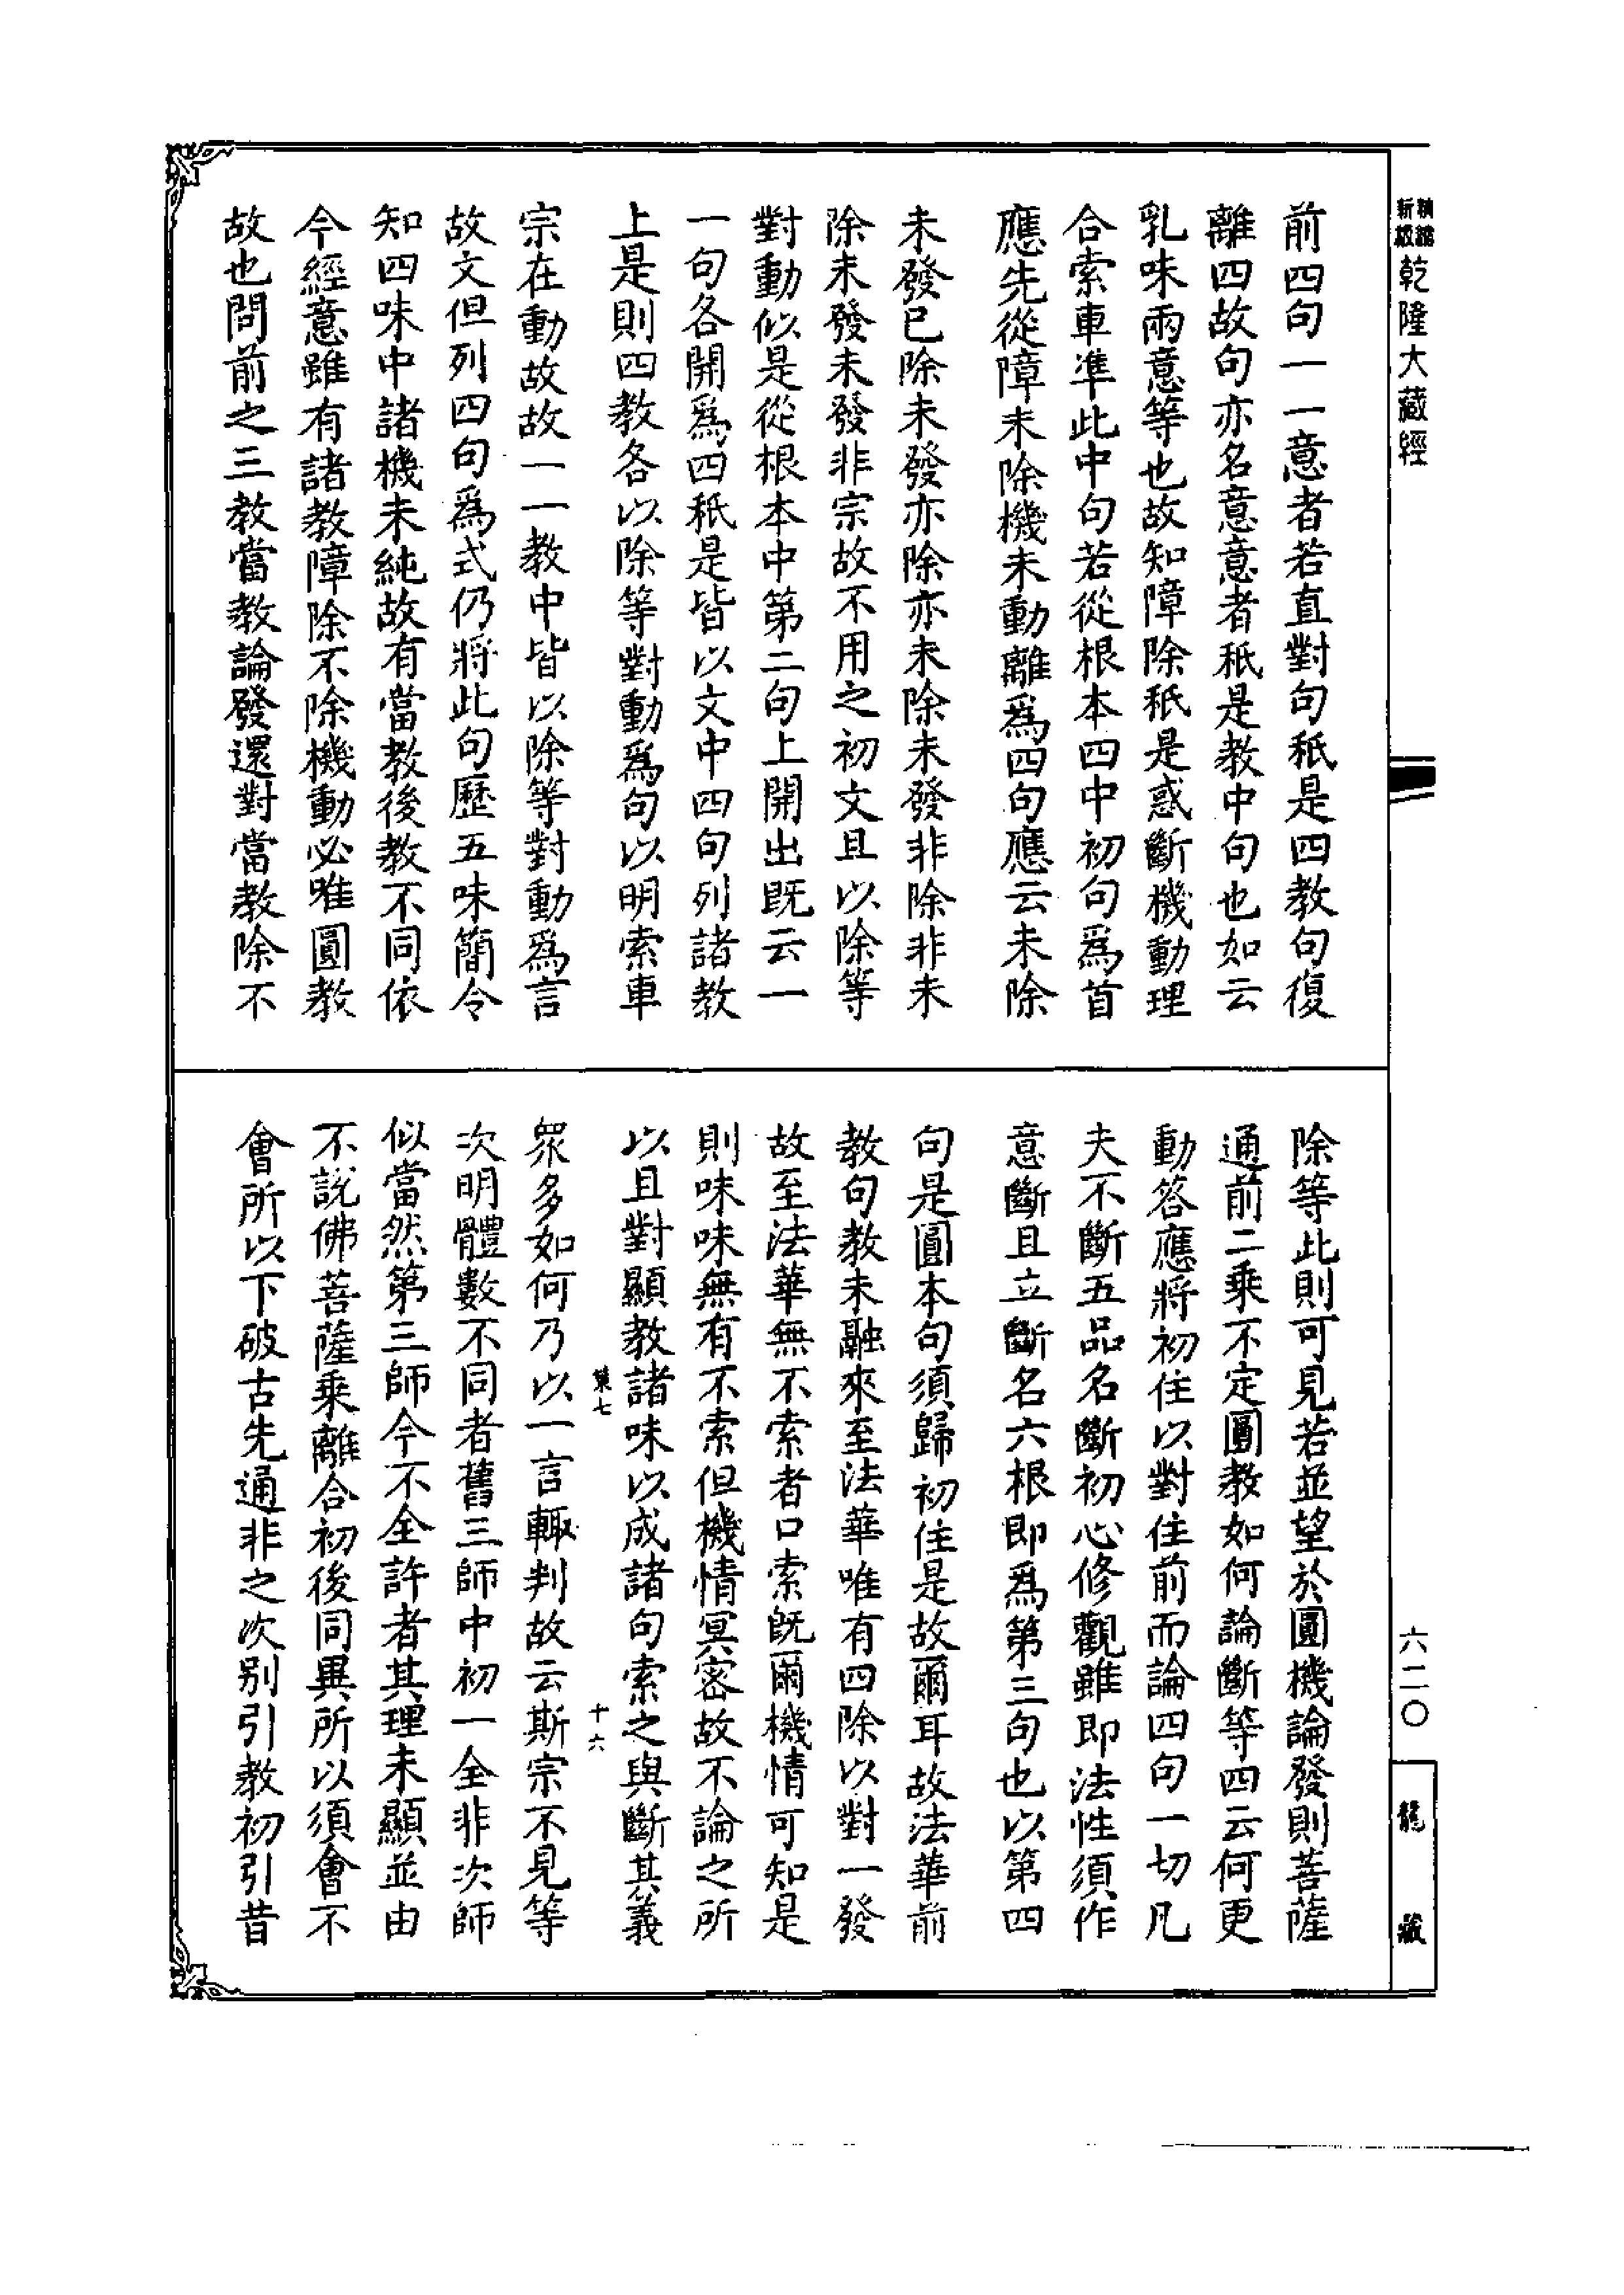 新編
縮版
乾隆大藏經
前四句一一意者若直對句秖是四教句復
離四故句亦名意意者秖是教中句也如云
乳味兩意等也故知障除秖是惑斷機動理
合索車準此中句若從根本四中初句爲首
應先從障未除機未動離爲四句應云未除
未發已除未發亦除亦未除未發非除非未
除未發未發非宗故不用之初文且以除等
對動似是從根本中第二句上開出既云一
一句各開爲四秖是皆以文中四句列諸教
上是則四教各以除等對動爲句以明索車
宗在動故故一一教中皆以除等對動爲言
故文但列四句爲式仍將此句歷五味簡令
知四味中諸機未純故有當教後教不同依
今經意雖有諸教障除不除機動必唯圓教
故也問前之三教當教論發還對當教除不
除等此則可見若並望於圓機論發則菩薩
通前二乘不定圓教如何論斷等四云何更
動答應將初住以對住前而論四句一切凡
夫不斷五品名斷初心修觀雖即法性須作
意斷且立斷名六根即爲第三句也以第四
句是圓本句須歸初住是故爾耳故法華前
教句教未融來至法華唯有四除以對一發
故至法華無不索者口索既爾機情可知是
則味味無有不索但機情冥密故不論之所
以且對顯教諸味以成諸句索之與斷其義
集七
十六
衆多如何乃以一言輙判故云斯宗不見等
次明體數不同者舊三師中初一全非次師
似當然第三師今不全許者其理未顯並由
不說佛菩薩乘離合初後同異所以須會不
會所以下破古先通非之次別引教初引昔
六二〇
龍藏